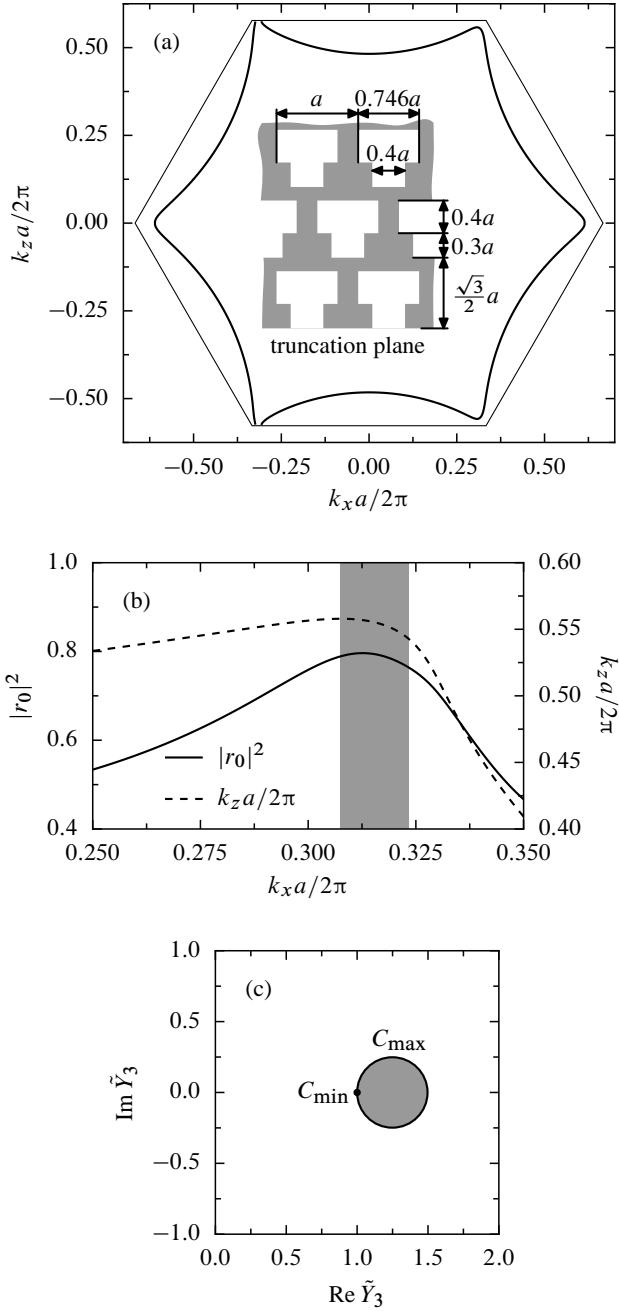 (a)
0.50
0.25
0.00
−0.25
−0.50
k_z a/2π
a
0.746a
0.4a
0.4a
0.3a
√3/2 a
truncation plane
−0.50
−0.25
0.00
0.25
0.50
k_x a/2π
(b)
1.0
0.8
0.6
0.4
|r_0|^2
0.60
0.55
0.50
0.45
0.40
k_z a/2π
|r_0|^2
k_z a/2π
0.250
0.275
0.300
0.325
0.350
k_x a/2π
(c)
1.0
0.5
0.0
−0.5
−1.0
Im Ỹ_3
C_max
C_min
0.0
0.5
1.0
1.5
2.0
Re Ỹ_3